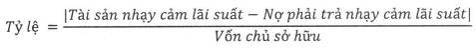 Tỷ lệ = |Tài sản nhạy cảm lãi suất − Nợ phải trả nhạy cảm lãi suất|
Vốn chủ sở hữu